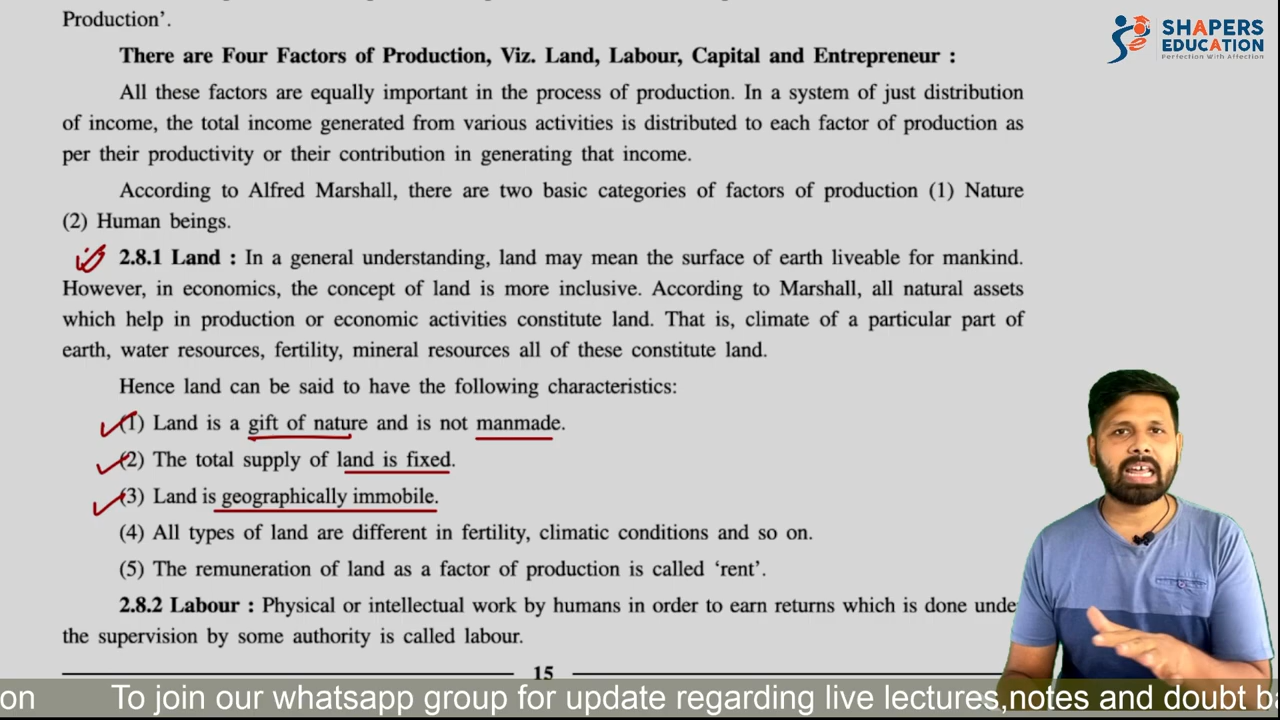 Production'.
SHAPERS
EDUCATION
Perfection With Affection
There are Four Factors of Production, Viz. Land, Labour, Capital and Entrepreneur :
All these factors are equally important in the process of production. In a system of just distribution
of income, the total income generated from various activities is distributed to each factor of production as
per their productivity or their contribution in generating that income.
According to Alfred Marshall, there are two basic categories of factors of production (1) Nature
(2) Human beings.
2.8.1 Land : In a general understanding, land may mean the surface of earth liveable for mankind.
However, in economics, the concept of land is more inclusive. According to Marshall, all natural assets
which help in production or economic activities constitute land. That is, climate of a particular part of
earth, water resources, fertility, mineral resources all of these constitute land.
Hence land can be said to have the following characteristics:
(1) Land is a gift of nature and is not manmade.
(2) The total supply of land is fixed.
(3) Land is geographically immobile.
(4) All types of land are different in fertility, climatic conditions and so on.
(5) The remuneration of land as a factor of production is called 'rent'.
2.8.2 Labour : Physical or intellectual work by humans in order to earn returns which is done unde
the supervision by some authority is called labour.
15
on To join our whatsapp group for update regarding live lectures,notes and doubt ba